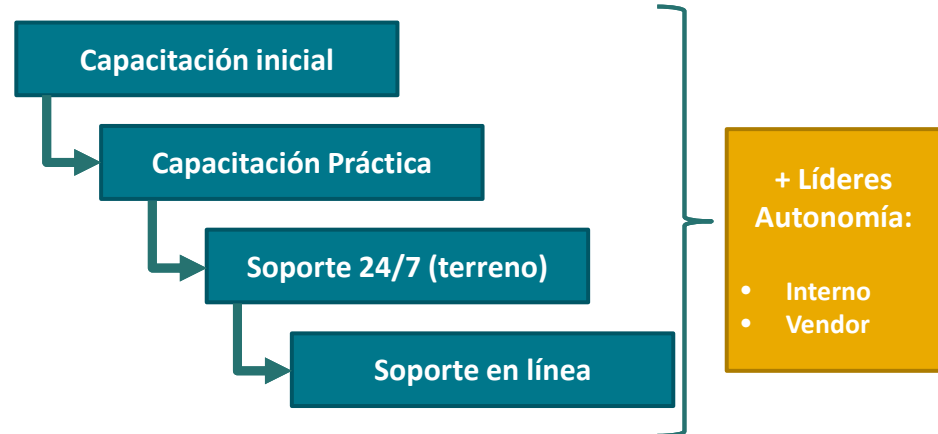 Capacitación inicial
Capacitación Práctica
Soporte 24/7 (terreno)
Soporte en línea
+ Líderes
Autonomía:
• Interno
• Vendor